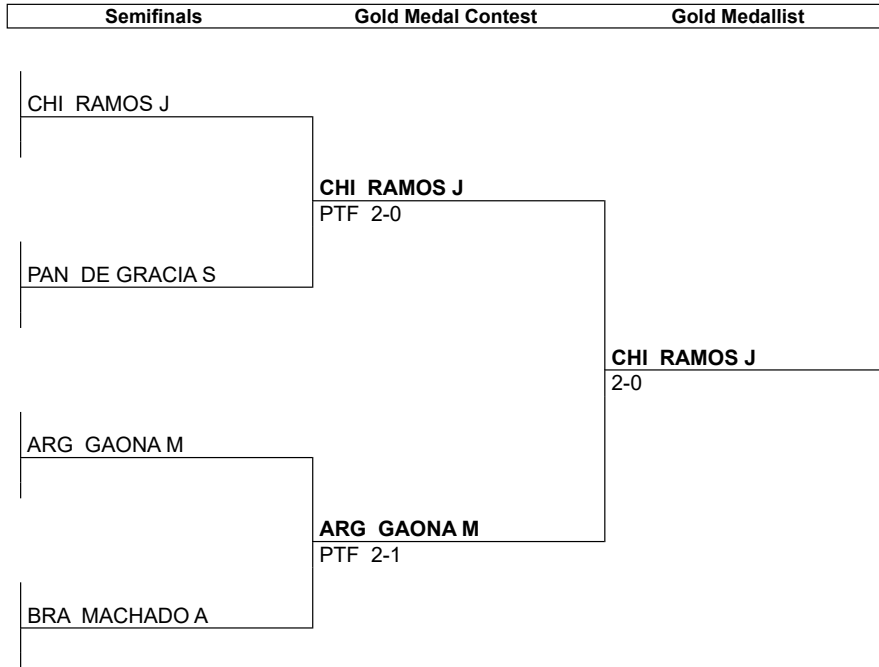 Semifinals Gold Medal Contest Gold Medallist
CHI RAMOS J
CHI RAMOS J
PTF 2-0
PAN DE GRACIA S
CHI RAMOS J
2-0
ARG GAONA M
ARG GAONA M
PTF 2-1
BRA MACHADO A